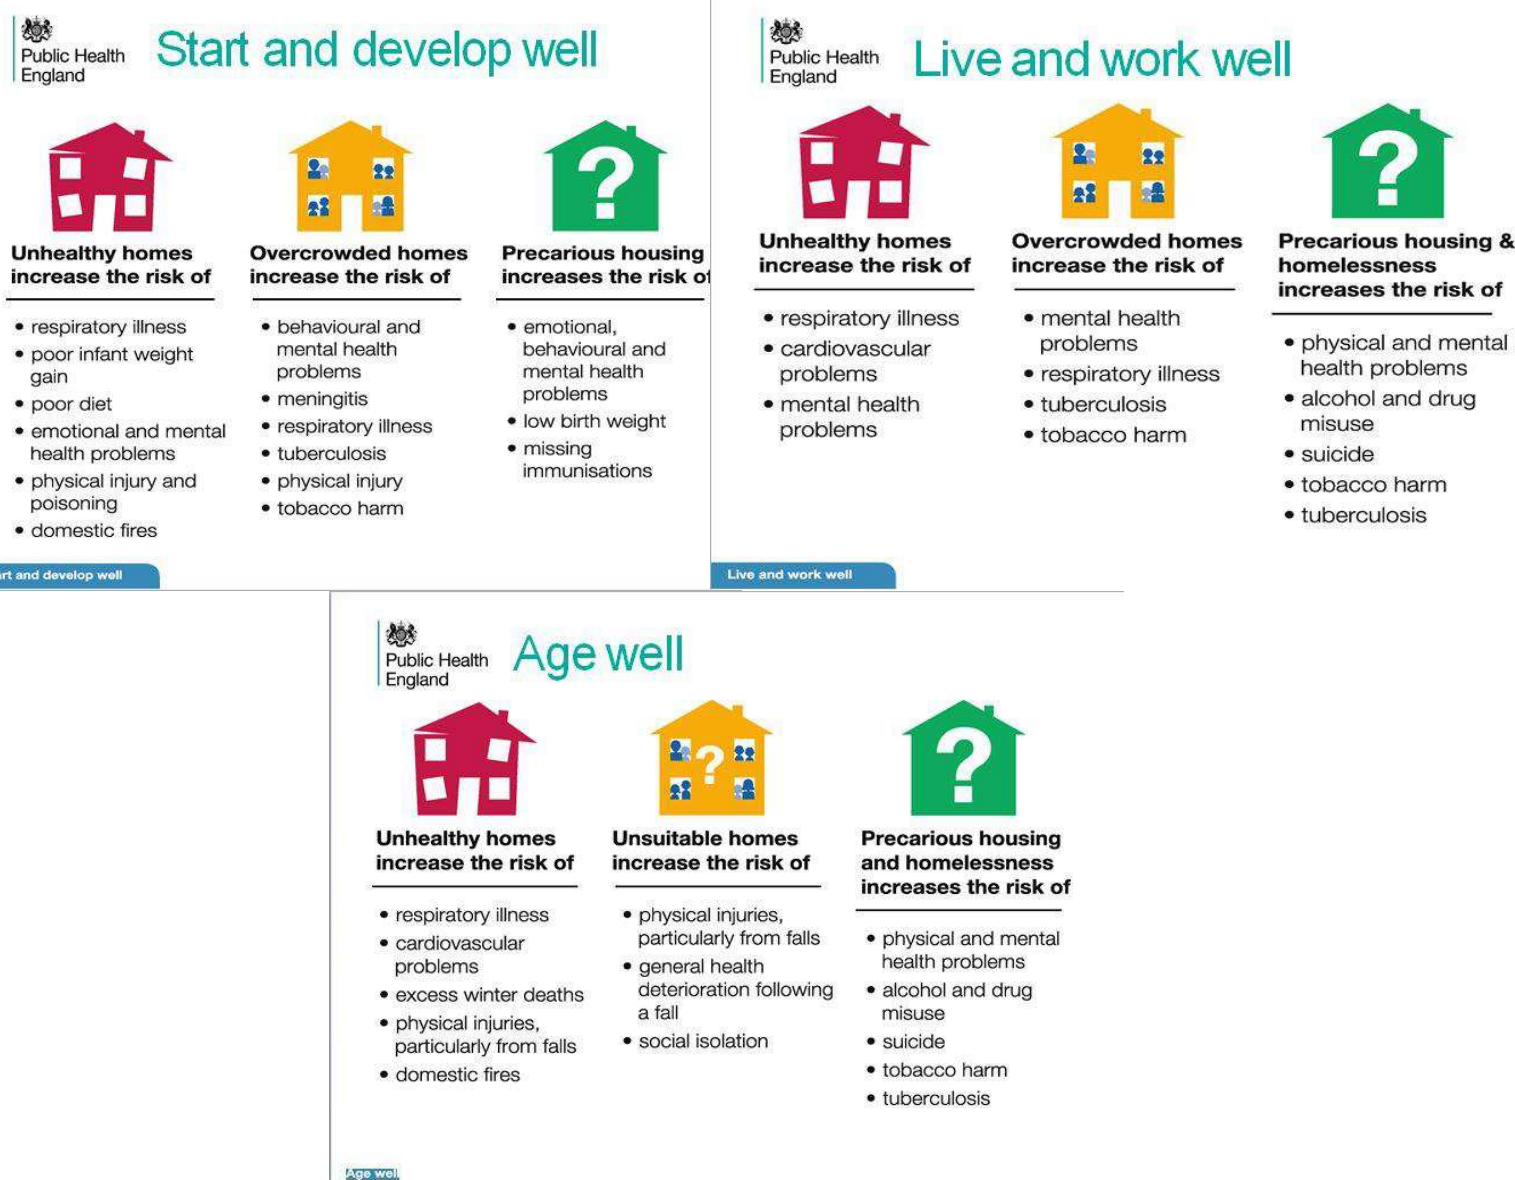 Public Health
England
Start and develop well
Unhealthy homes
increase the risk of
• respiratory illness
• poor infant weight
gain
• poor diet
• emotional and mental
health problems
• physical injury and
poisoning
• domestic fires
Overcrowded homes
increase the risk of
• behavioural and
mental health
problems
• meningitis
• respiratory illness
• tuberculosis
• physical injury
• tobacco harm
?
Precarious housing
increases the risk of
• emotional,
behavioural and
mental health
problems
• low birth weight
• missing
immunisations
rt and develop well
Public Health
England
Live and work well
Unhealthy homes
increase the risk of
• respiratory illness
• cardiovascular
problems
• mental health
problems
Overcrowded homes
increase the risk of
• mental health
problems
• respiratory illness
• tuberculosis
• tobacco harm
?
Precarious housing &
homelessness
increases the risk of
• physical and mental
health problems
• alcohol and drug
misuse
• suicide
• tobacco harm
• tuberculosis
Live and work well
Public Health
England
Age well
Unhealthy homes
increase the risk of
• respiratory illness
• cardiovascular
problems
• excess winter deaths
• physical injuries,
particularly from falls
• domestic fires
?
Unsuitable homes
increase the risk of
• physical injuries,
particularly from falls
• general health
deterioration following
a fall
• social isolation
?
Precarious housing
and homelessness
increases the risk of
• physical and mental
health problems
• alcohol and drug
misuse
• suicide
• tobacco harm
• tuberculosis
Age well